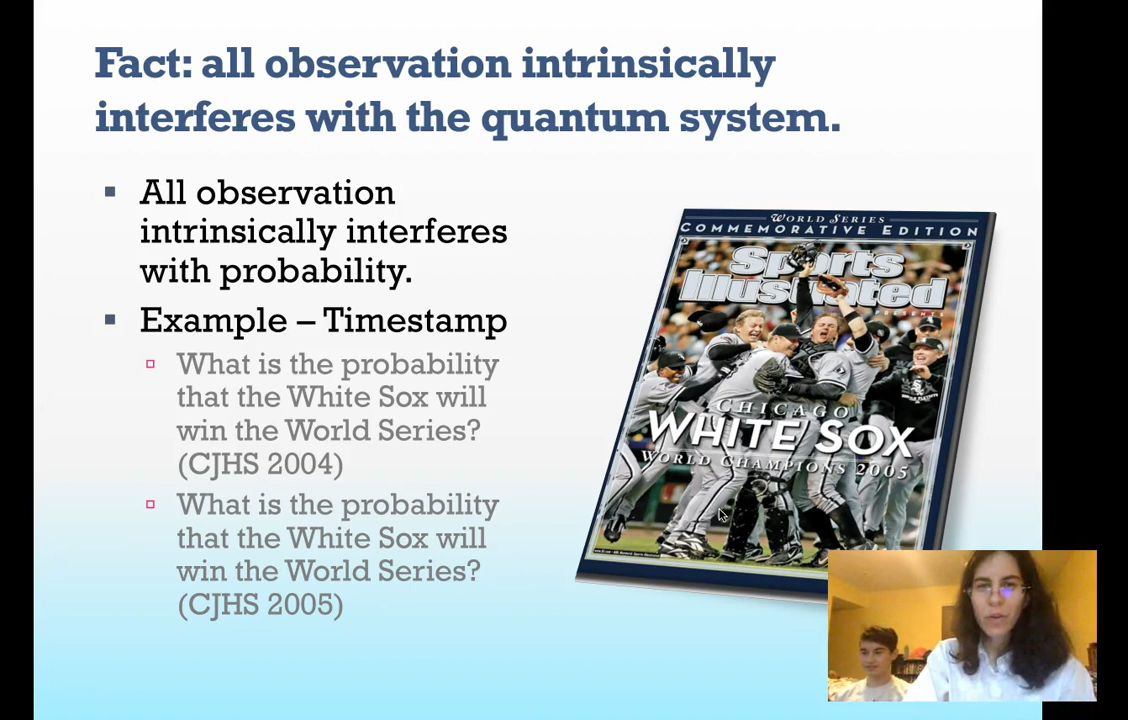 Fact: all observation intrinsically
interferes with the quantum system.
All observation
intrinsically interferes
with probability.
Example – Timestamp
What is the probability
that the White Sox will
win the World Series?
(CJHS 2004)
What is the probability
that the White Sox will
win the World Series?
(CJHS 2005)
WORLD SERIES
COMMEMORATIVE EDITION
Sports
Illustrated
PRESENTS
CHICAGO
WHITE SOX
WORLD CHAMPIONS 2005